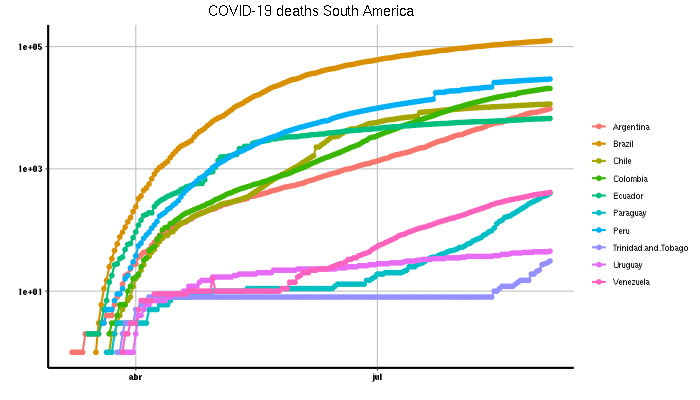 COVID-19 deaths South America
1e+05
1e+03
1e+01
abr
jul
Argentina
Brazil
Chile
Colombia
Ecuador
Paraguay
Peru
Trinidad.and.Tobago
Uruguay
Venezuela